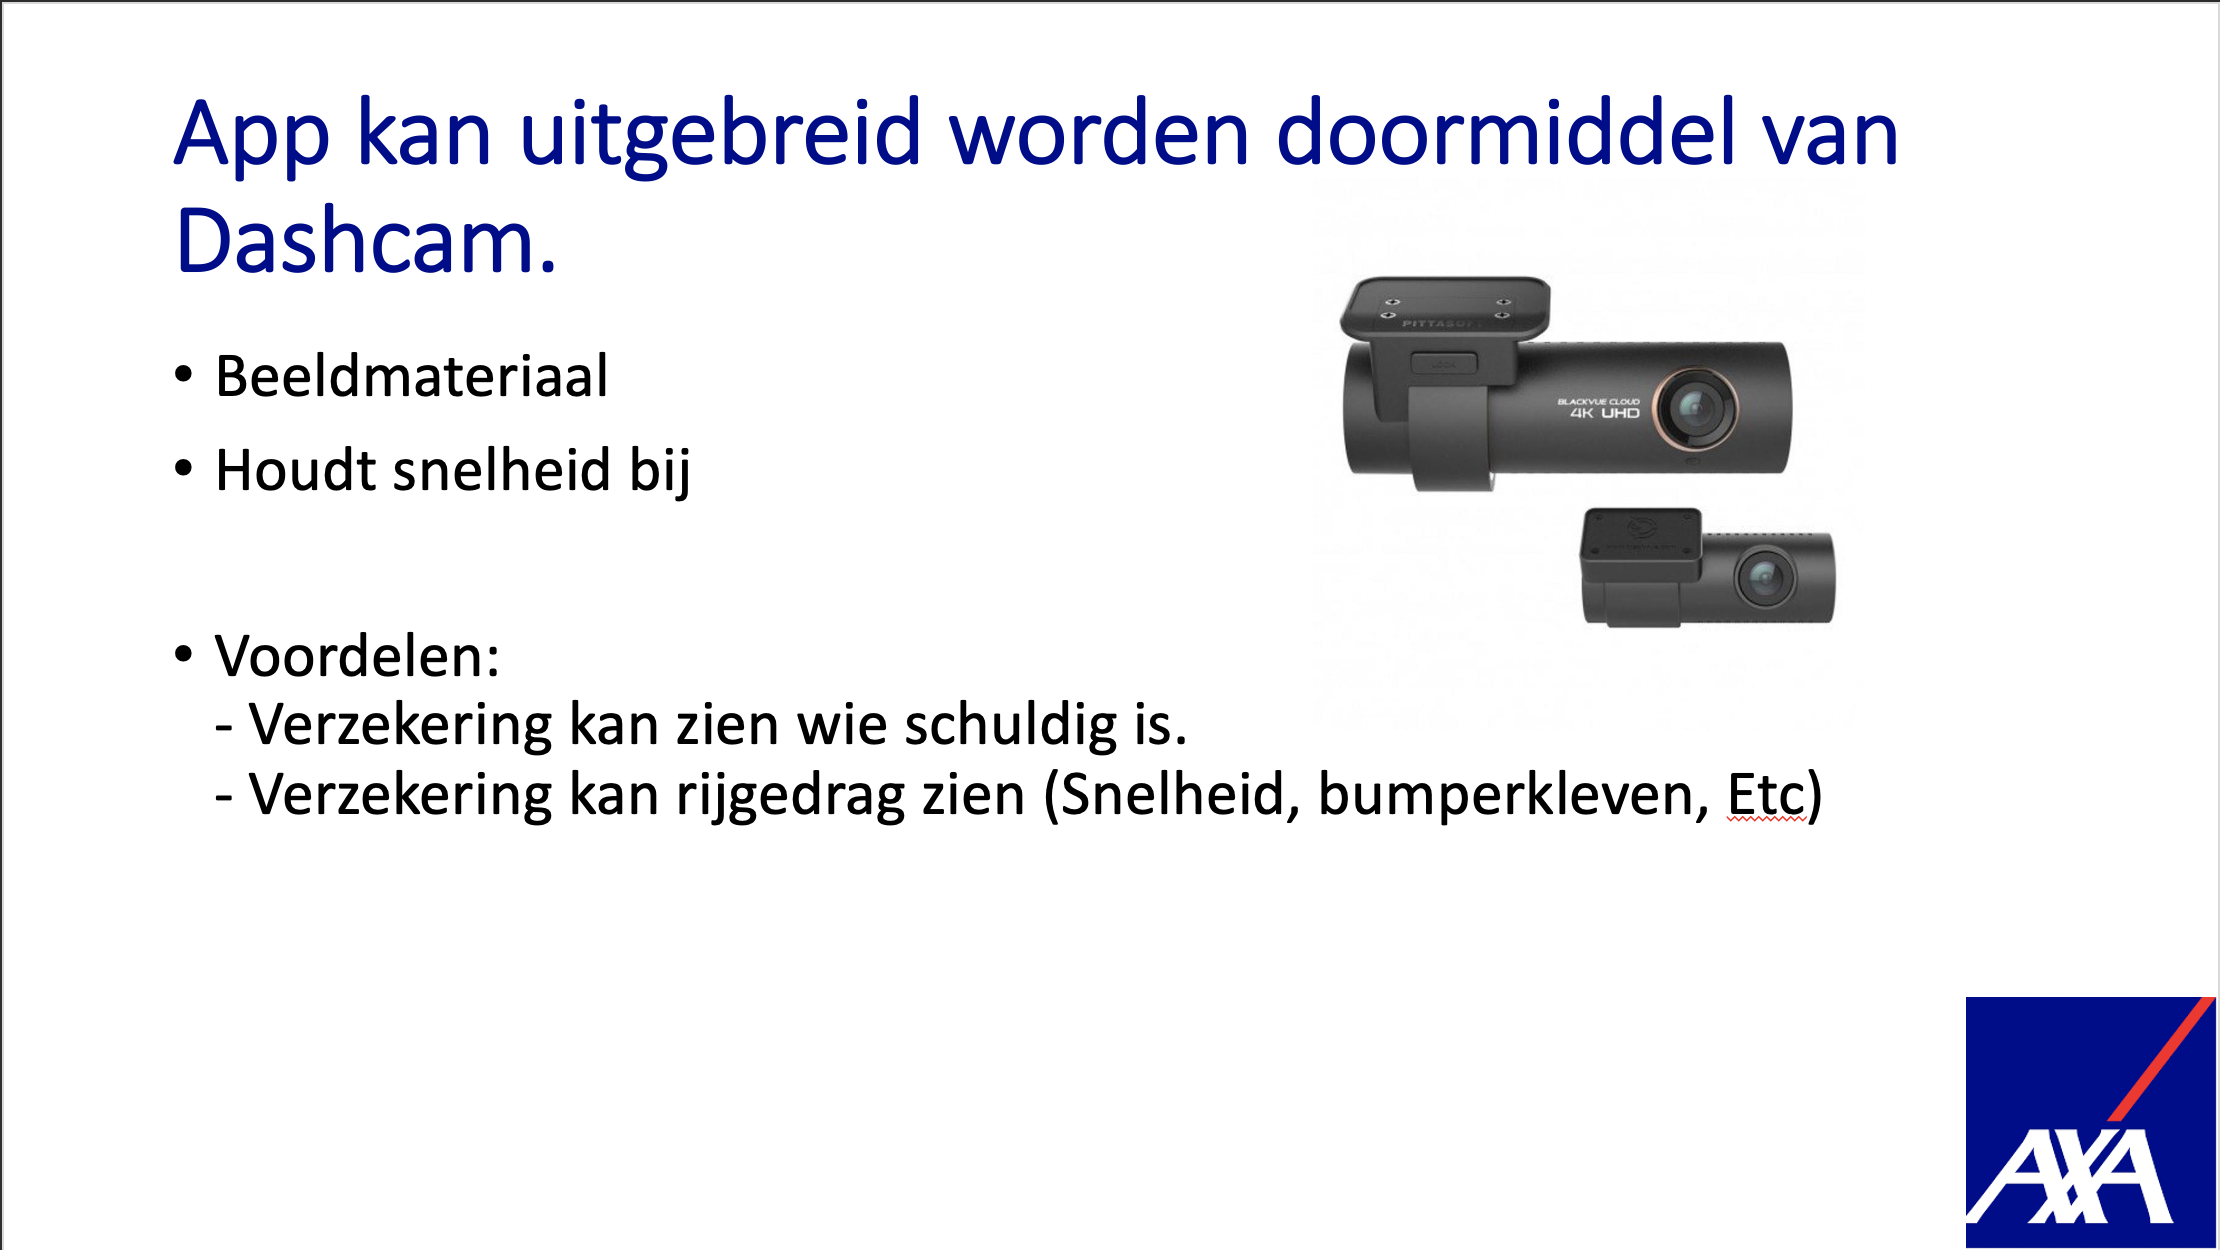 App kan uitgebreid worden doormiddel van
Dashcam.
• Beeldmateriaal
• Houdt snelheid bij
PITTASOFT
LOCK
BLACKVUE CLOUD
4K UHD
• Voordelen:
- Verzekering kan zien wie schuldig is.
- Verzekering kan rijgedrag zien (Snelheid, bumperkleven, Etc)
AXA